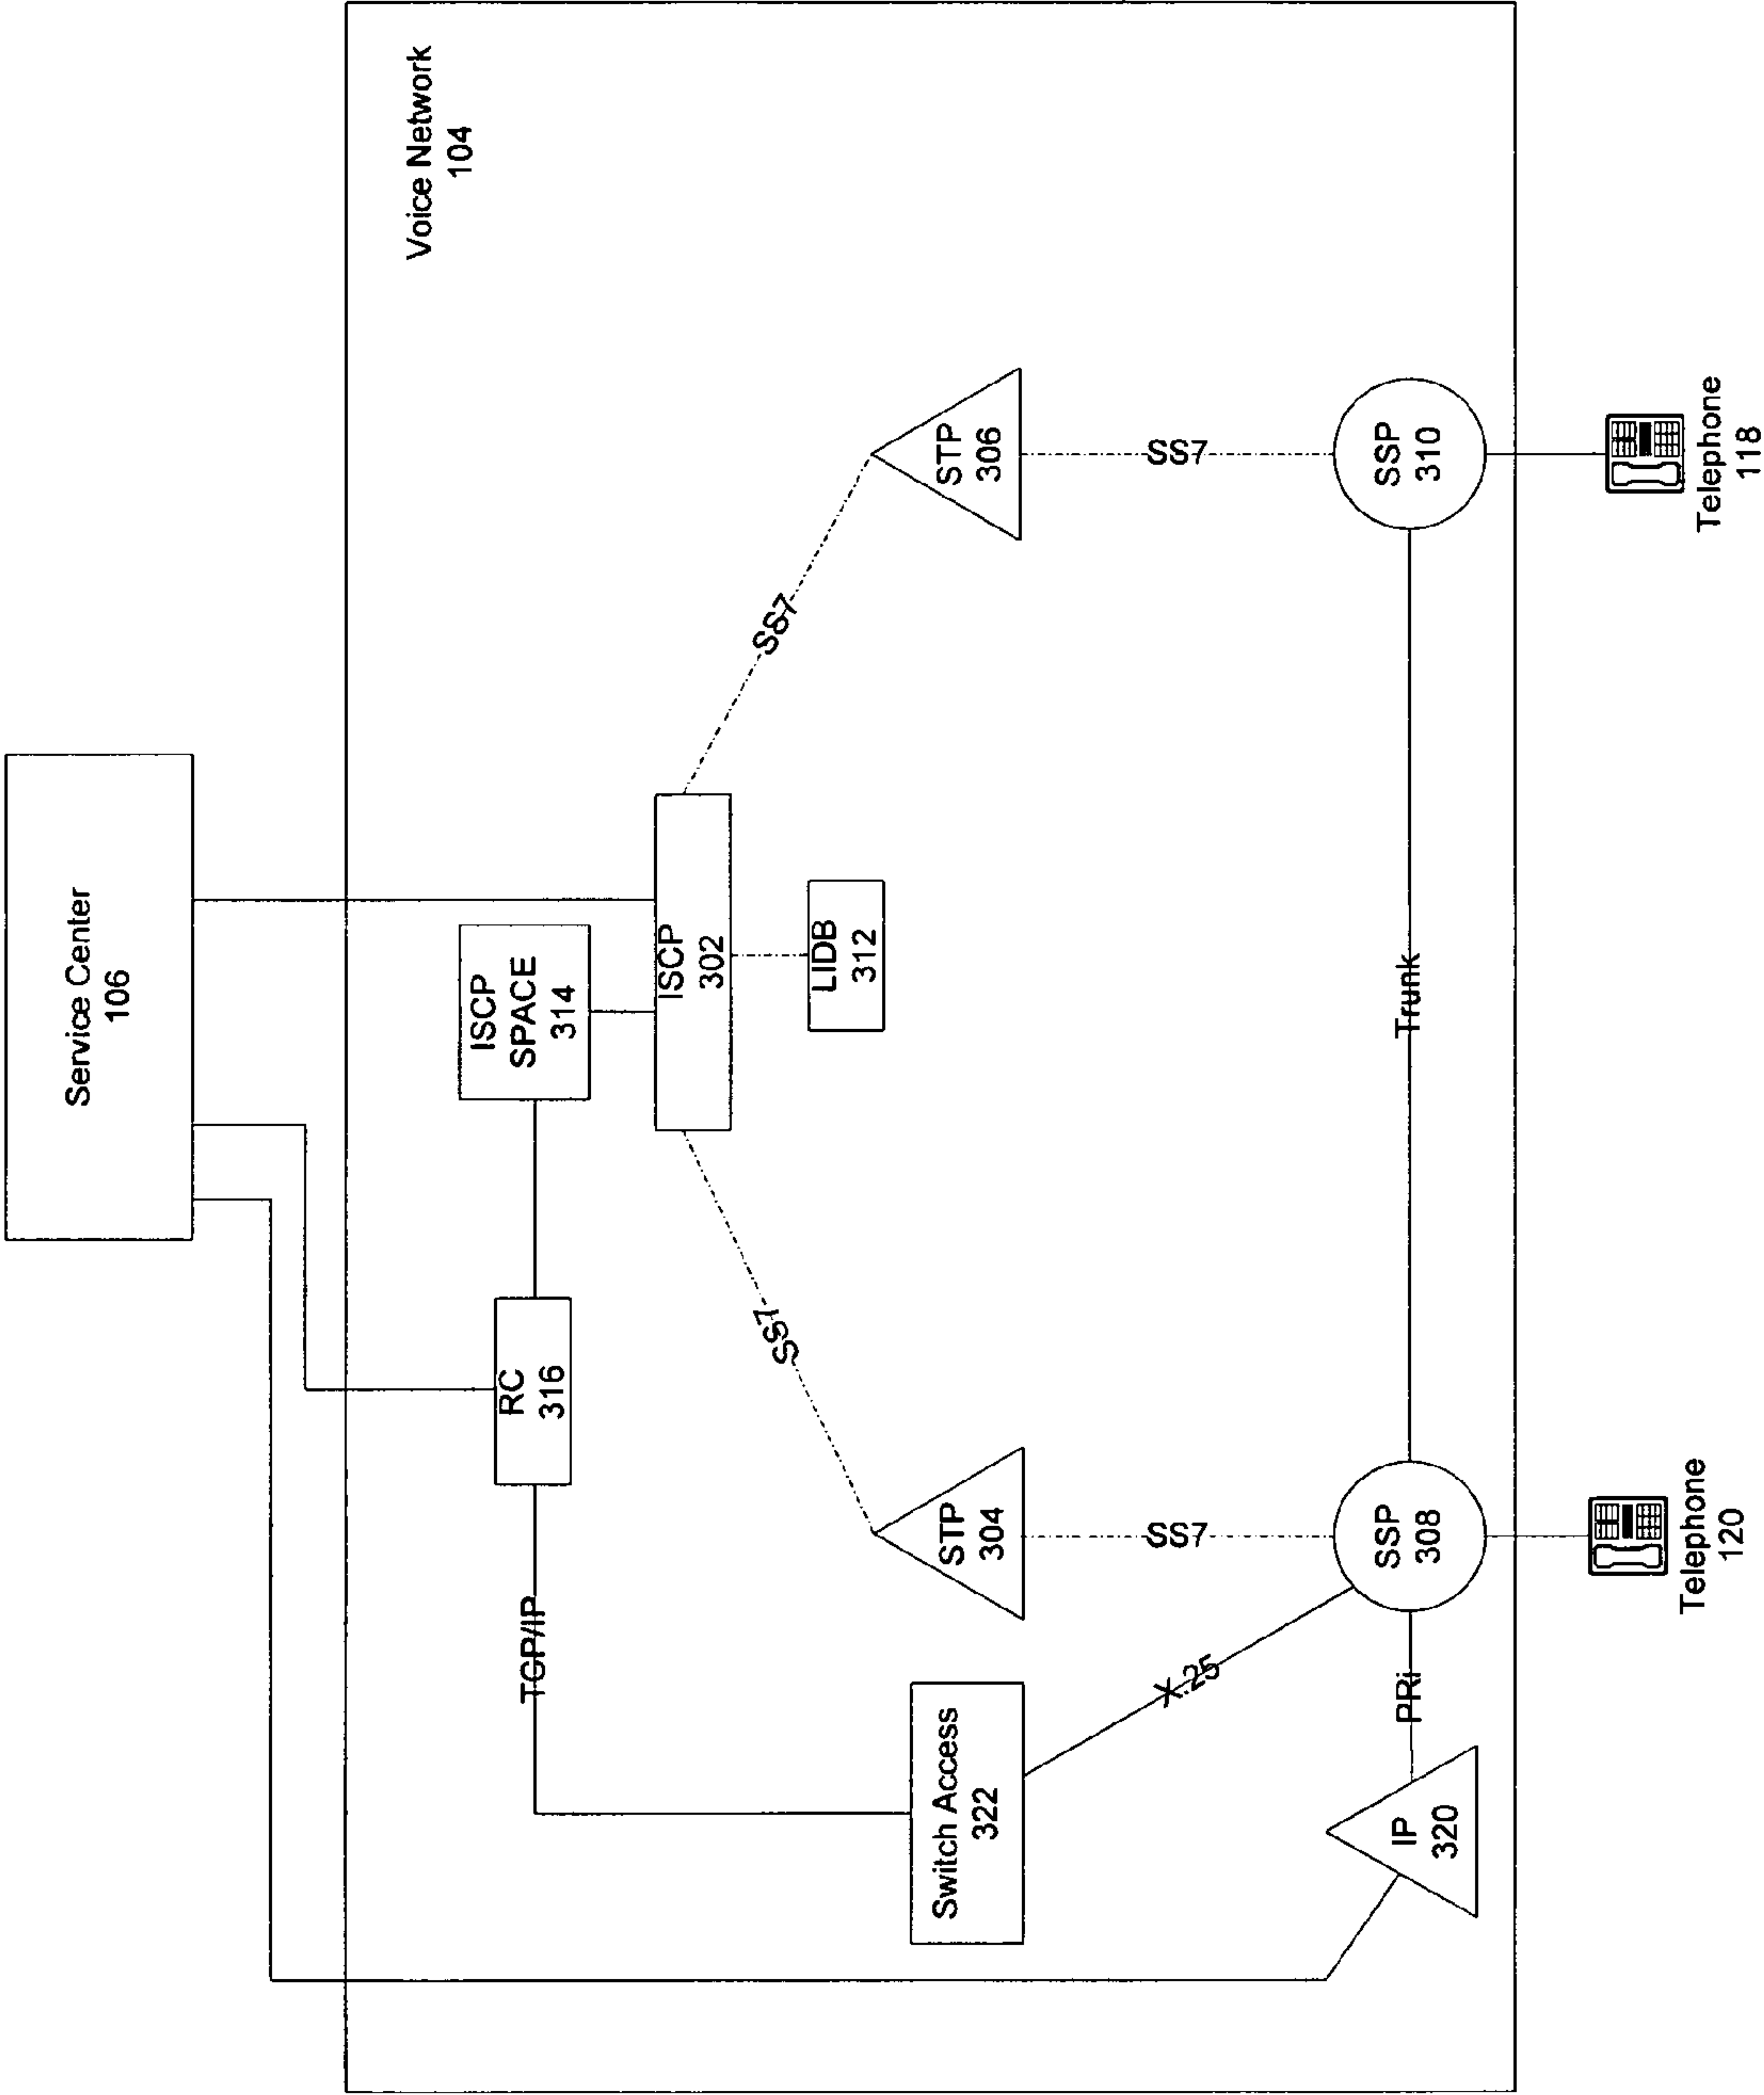 Service Center
106
Voice Network
104
ISCP
SPACE
314
RC
316
TCP/IP
ISCP
302
SS7
SS7
LIDB
312
Switch Access
322
STP
304
STP
306
X.25
SS7
SS7
IP
320
PRi
SSP
308
Trunk
SSP
310
Telephone
120
Telephone
118